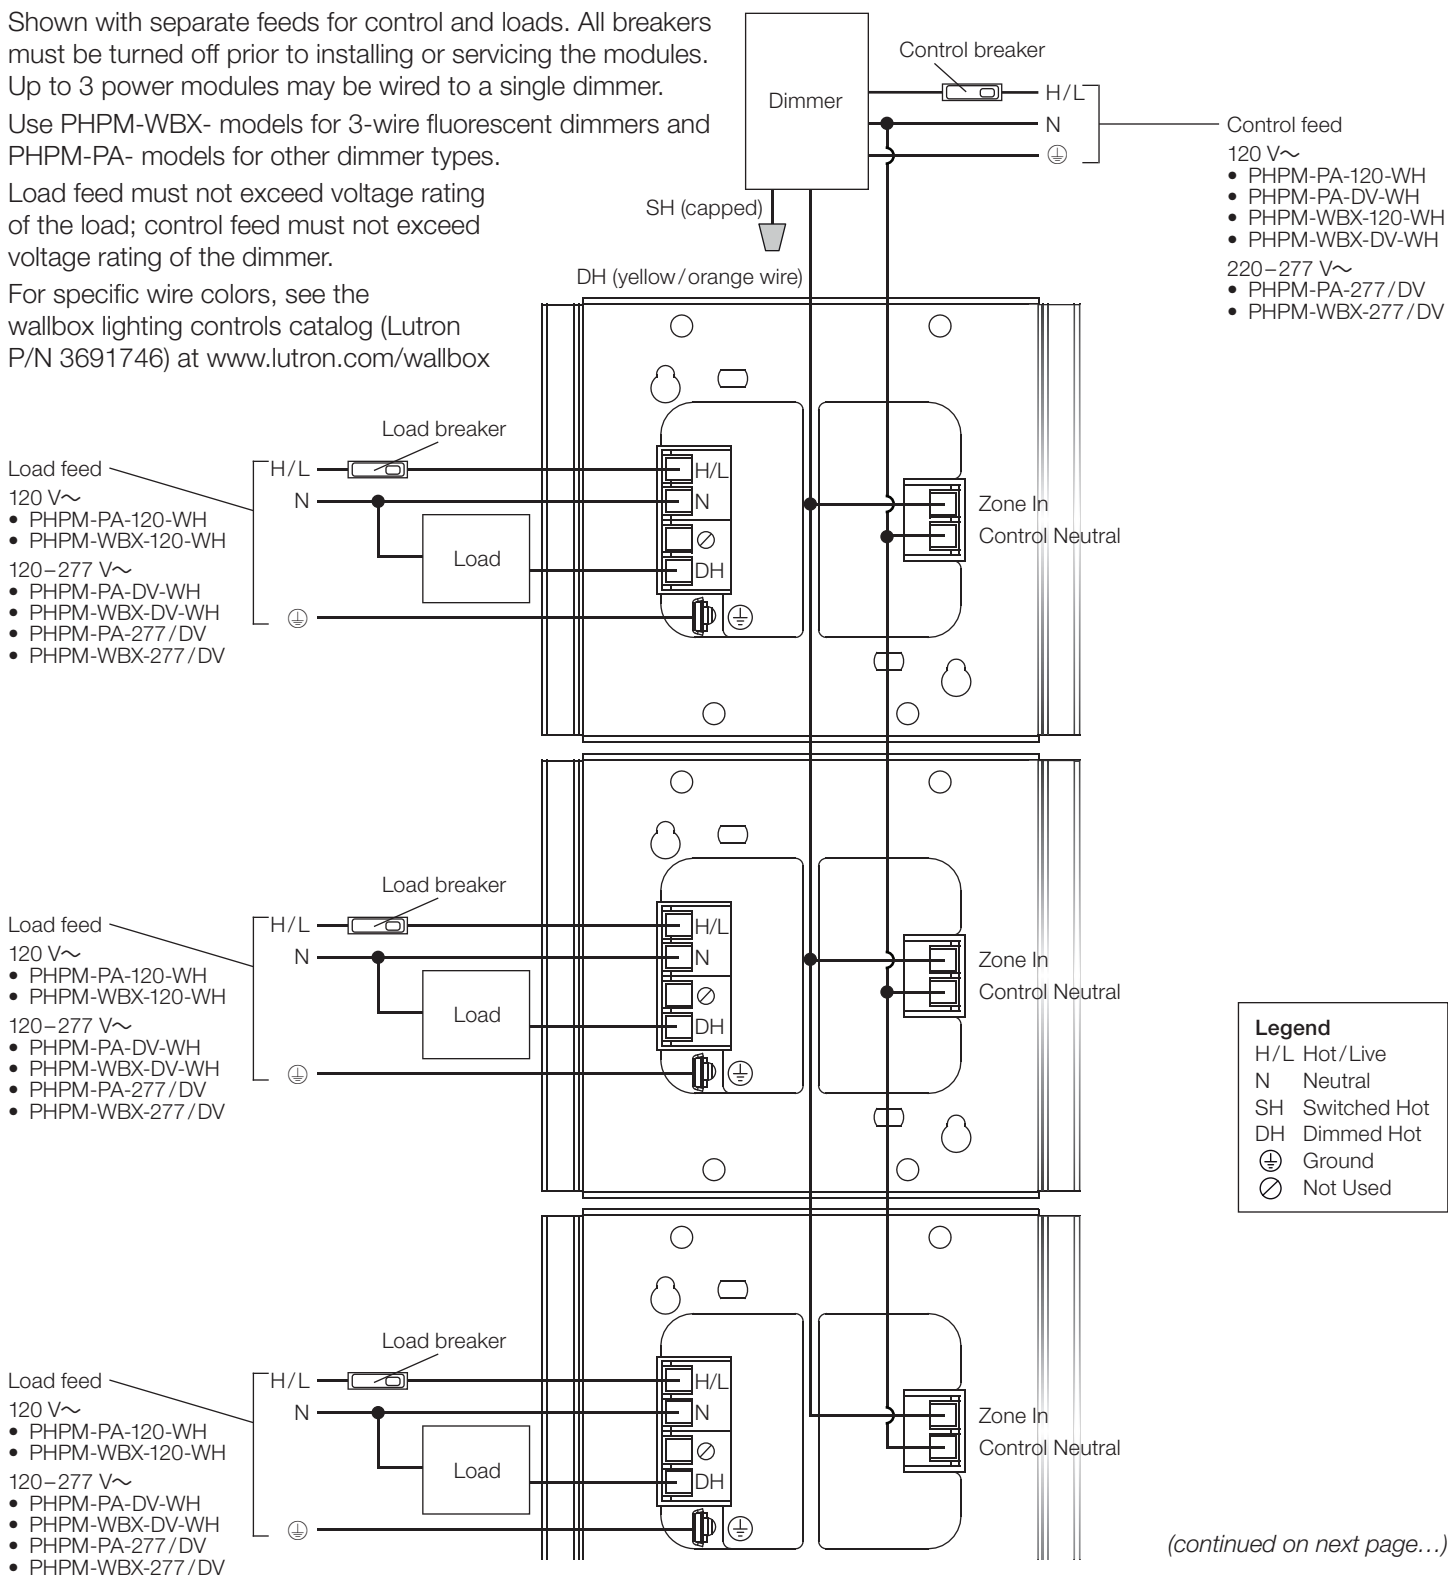 Shown with separate feeds for control and loads. All breakers
must be turned off prior to installing or servicing the modules.
Up to 3 power modules may be wired to a single dimmer.
Use PHPM-WBX- models for 3-wire fluorescent dimmers and
PHPM-PA- models for other dimmer types.
Load feed must not exceed voltage rating
of the load; control feed must not exceed
voltage rating of the dimmer.
For specific wire colors, see the
wallbox lighting controls catalog (Lutron
P/N 3691746) at www.lutron.com/wallbox
Dimmer
Control breaker
H/L
N
Control feed
120 V~
• PHPM-PA-120-WH
• PHPM-PA-DV-WH
• PHPM-WBX-120-WH
• PHPM-WBX-DV-WH
220–277 V~
• PHPM-PA-277/DV
• PHPM-WBX-277/DV
SH (capped)
DH (yellow/orange wire)
Load breaker
Load feed
120 V~
• PHPM-PA-120-WH
• PHPM-WBX-120-WH
120–277 V~
• PHPM-PA-DV-WH
• PHPM-WBX-DV-WH
• PHPM-PA-277/DV
• PHPM-WBX-277/DV
H/L
N
Load
H/L
N
DH
Zone In
Control Neutral
Load breaker
Load feed
120 V~
• PHPM-PA-120-WH
• PHPM-WBX-120-WH
120–277 V~
• PHPM-PA-DV-WH
• PHPM-WBX-DV-WH
• PHPM-PA-277/DV
• PHPM-WBX-277/DV
H/L
N
Load
H/L
N
DH
Zone In
Control Neutral
Legend
H/L Hot/Live
N Neutral
SH Switched Hot
DH Dimmed Hot
Ground
Not Used
Load breaker
Load feed
120 V~
• PHPM-PA-120-WH
• PHPM-WBX-120-WH
120–277 V~
• PHPM-PA-DV-WH
• PHPM-WBX-DV-WH
• PHPM-PA-277/DV
• PHPM-WBX-277/DV
H/L
N
Load
H/L
N
DH
Zone In
Control Neutral
(continued on next page...)